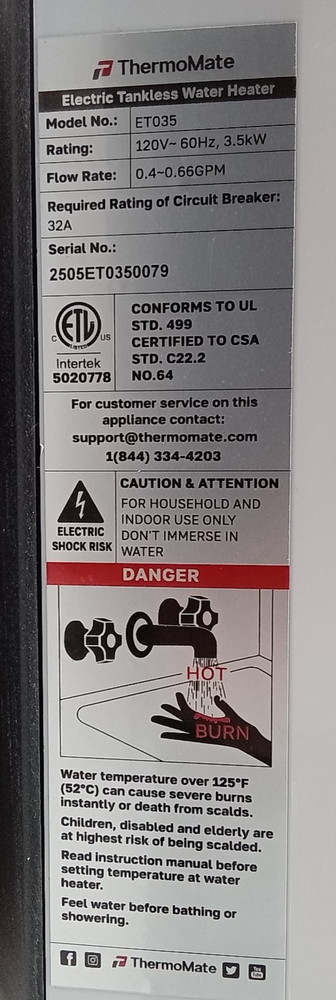 ThermoMate
Electric Tankless Water Heater
Model No.: ET035
Rating: 120V~ 60Hz, 3.5kW
Flow Rate: 0.4~0.66GPM
Required Rating of Circuit Breaker:
32A
Serial No.:
2505ET0350079
C ETL US
LISTED
Intertek
5020778
CONFORMS TO UL
STD. 499
CERTIFIED TO CSA
STD. C22.2
NO.64
For customer service on this
appliance contact:
support@thermomate.com
1(844) 334-4203
ELECTRIC
SHOCK RISK
CAUTION & ATTENTION
FOR HOUSEHOLD AND
INDOOR USE ONLY
DON'T IMMERSE IN
WATER
DANGER
HOT
BURN
Water temperature over 125°F
(52°C) can cause severe burns
instantly or death from scalds.
Children, disabled and elderly are
at highest risk of being scalded.
Read instruction manual before
setting temperature at water
heater.
Feel water before bathing or
showering.
ThermoMate
You
Tube